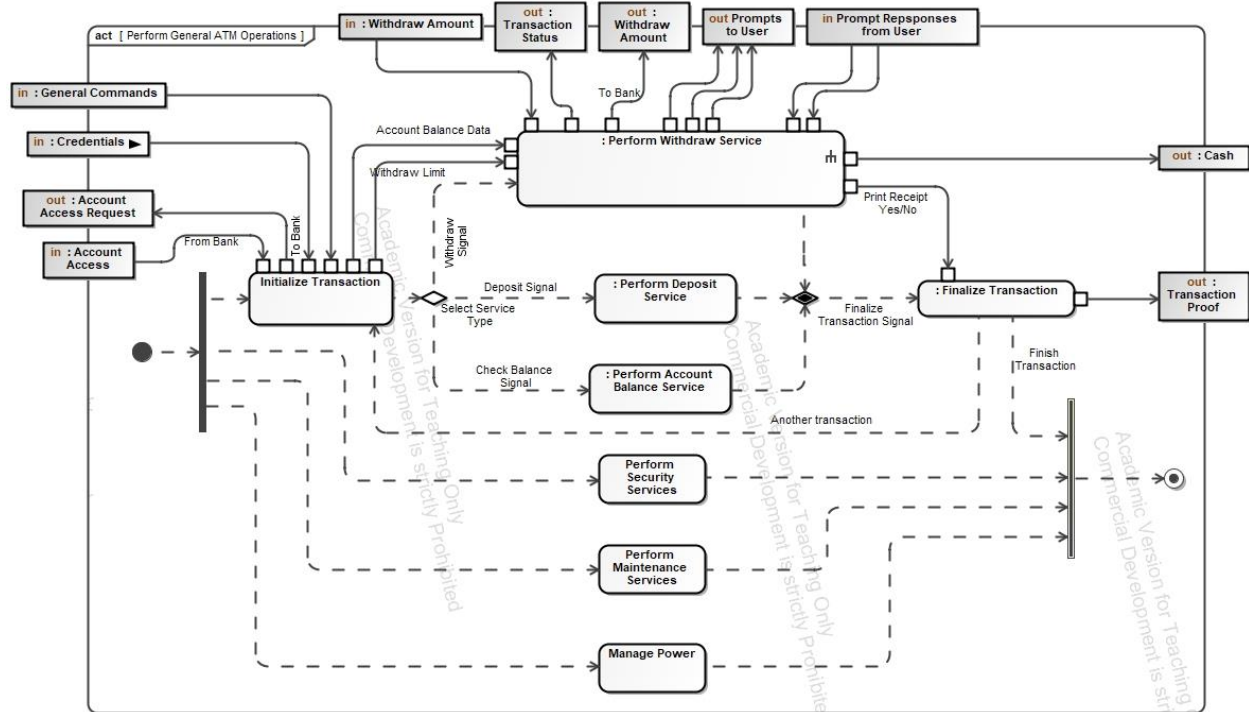 act [ Perform General ATM Operations ]
in : Withdraw Amount
out :
Transaction
Status
out :
Withdraw
Amount
out Prompts
to User
in Prompt Repsponses
from User
in : General Commands
in : Credentials
out : Account
Access Request
in : Account
Access
From Bank
To Bank
Account Balance Data
Withdraw Limit
To Bank
: Perform Withdraw Service
out : Cash
Print Receipt
Yes/No
Withdraw
Signal
Initialize Transaction
Select Service
Type
Deposit Signal
: Perform Deposit
Service
Finalize
Transaction Signal
: Finalize Transaction
out :
Transaction
Proof
Check Balance
Signal
: Perform Account
Balance Service
Finish
Transaction
Another transaction
Perform
Security
Services
Perform
Maintenance
Services
Manage Power
Academic Version for Teaching Only
Commercial Development is strictly Prohibited
Academic Version for Teaching Only
Commercial Development is strictly Prohibited
Academic Version for Teaching
Commercial Development is stri